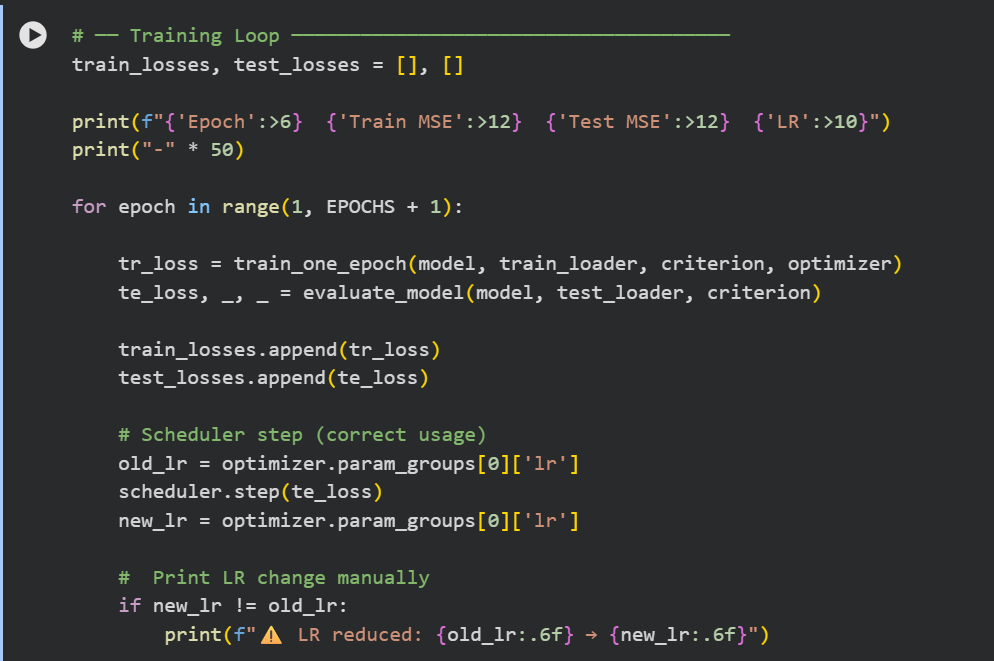 # ── Training Loop ──────────────────────────────────────
train_losses, test_losses = [], []
print(f"{'Epoch':>6}  {'Train MSE':>12}  {'Test MSE':>12}  {'LR':>10}")
print("-" * 50)
for epoch in range(1, EPOCHS + 1):
    tr_loss = train_one_epoch(model, train_loader, criterion, optimizer)
    te_loss, _, _ = evaluate_model(model, test_loader, criterion)
    train_losses.append(tr_loss)
    test_losses.append(te_loss)
    # Scheduler step (correct usage)
    old_lr = optimizer.param_groups[0]['lr']
    scheduler.step(te_loss)
    new_lr = optimizer.param_groups[0]['lr']
    #  Print LR change manually
    if new_lr != old_lr:
        print(f"⚠️ LR reduced: {old_lr:.6f} → {new_lr:.6f}")